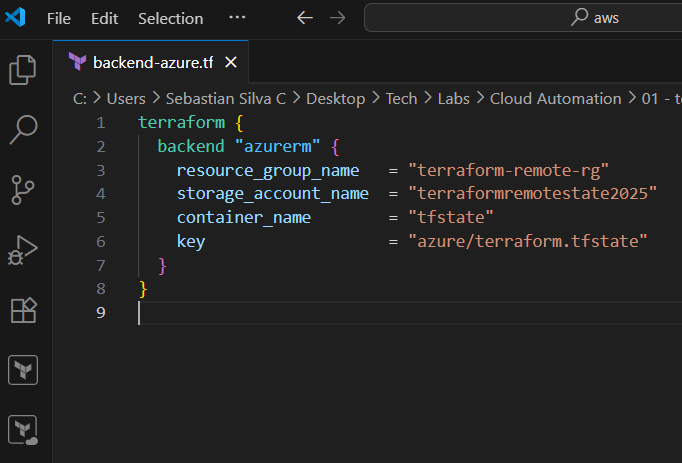 File Edit Selection ··· ← → aws
backend-azure.tf ×
C: > Users > Sebastian Silva C > Desktop > Tech > Labs > Cloud Automation > 01 - t
1 terraform {
2   backend "azurerm" {
3     resource_group_name   = "terraform-remote-rg"
4     storage_account_name  = "terraformremotestate2025"
5     container_name        = "tfstate"
6     key                   = "azure/terraform.tfstate"
7   }
8 }
9